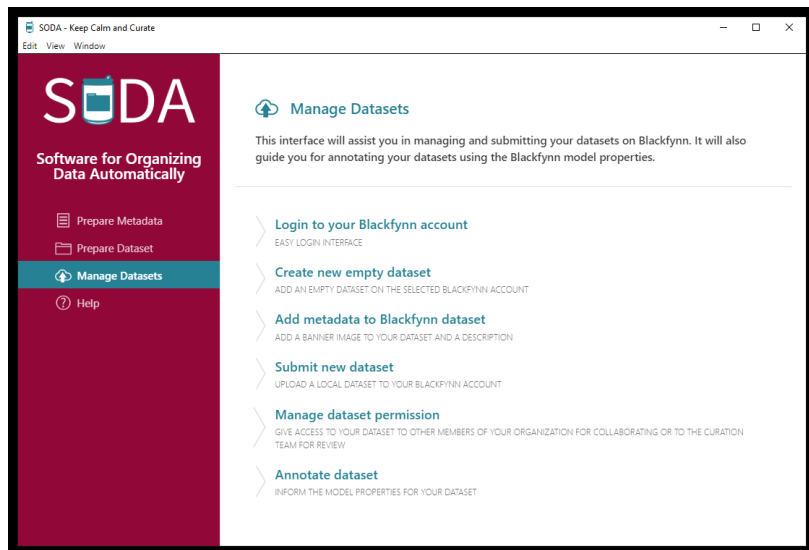 SODA - Keep Calm and Curate
Edit View Window
SODA
Software for Organizing
Data Automatically
Prepare Metadata
Prepare Dataset
Manage Datasets
Help
Manage Datasets
This interface will assist you in managing and submitting your datasets on Blackfynn. It will also
guide you for annotating your datasets using the Blackfynn model properties.
Login to your Blackfynn account
EASY LOGIN INTERFACE
Create new empty dataset
ADD AN EMPTY DATASET ON THE SELECTED BLACKFYNN ACCOUNT
Add metadata to Blackfynn dataset
ADD A BANNER IMAGE TO YOUR DATASET AND A DESCRIPTION
Submit new dataset
UPLOAD A LOCAL DATASET TO YOUR BLACKFYNN ACCOUNT
Manage dataset permission
GIVE ACCESS TO YOUR DATASET TO OTHER MEMBERS OF YOUR ORGANIZATION FOR COLLABORATING OR TO THE CURATION
TEAM FOR REVIEW
Annotate dataset
INFORM THE MODEL PROPERTIES FOR YOUR DATASET